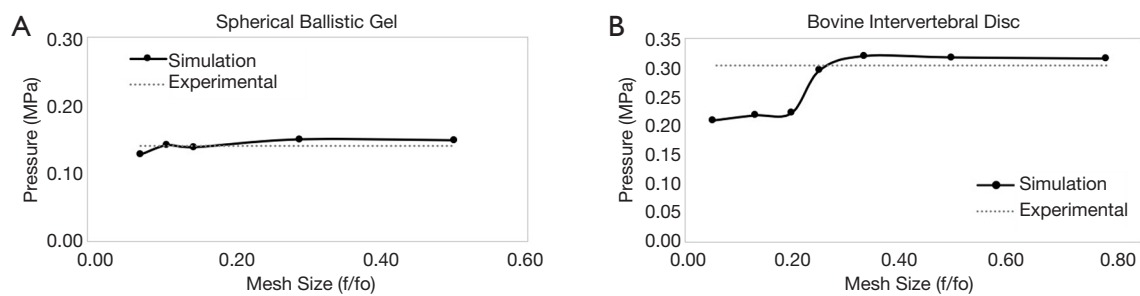 A
Spherical Ballistic Gel
0.30
0.20
0.10
0.00
Pressure (MPa)
Simulation
Experimental
0.00 0.20 0.40 0.60
Mesh Size (f/fo)
B
Bovine Intervertebral Disc
0.35
0.30
0.25
0.20
0.15
0.10
0.05
0.00
Pressure (MPa)
Simulation
Experimental
0.00 0.20 0.40 0.60 0.80
Mesh Size (f/fo)